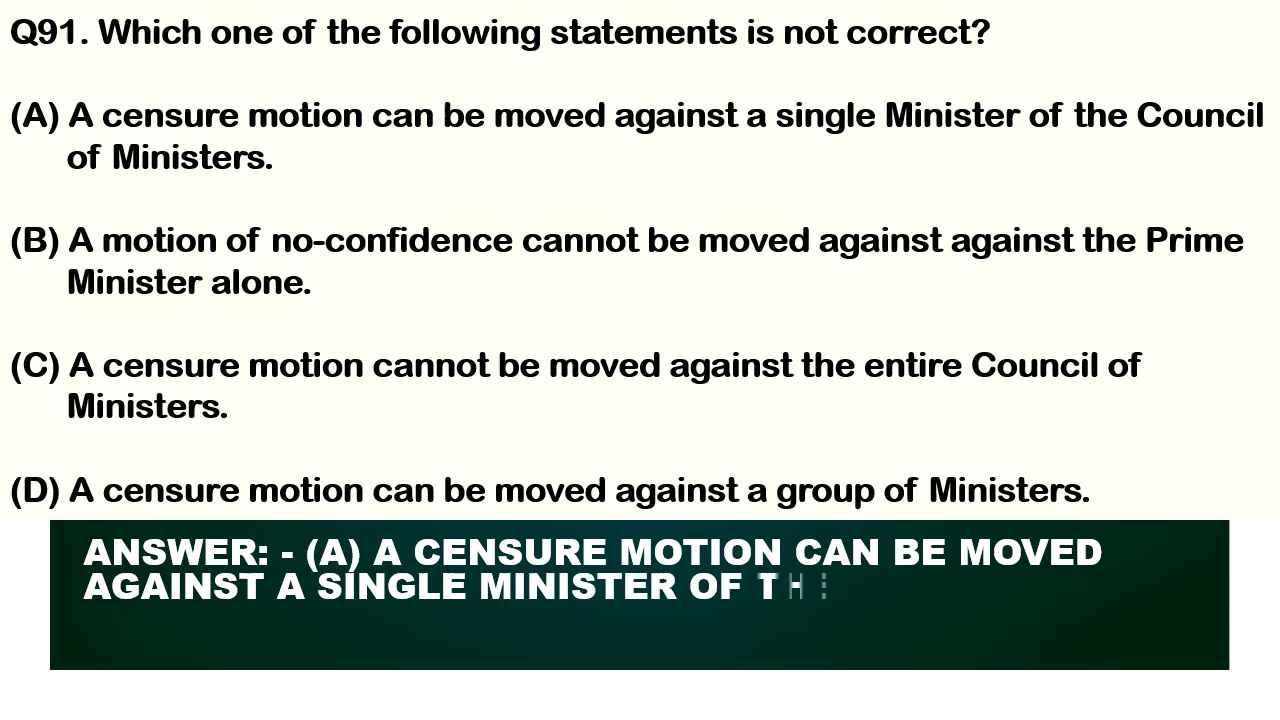 Q91. Which one of the following statements is not correct?
(A) A censure motion can be moved against a single Minister of the Council
of Ministers.
(B) A motion of no-confidence cannot be moved against against the Prime
Minister alone.
(C) A censure motion cannot be moved against the entire Council of
Ministers.
(D) A censure motion can be moved against a group of Ministers.
ANSWER: - (A) A CENSURE MOTION CAN BE MOVED
AGAINST A SINGLE MINISTER OF